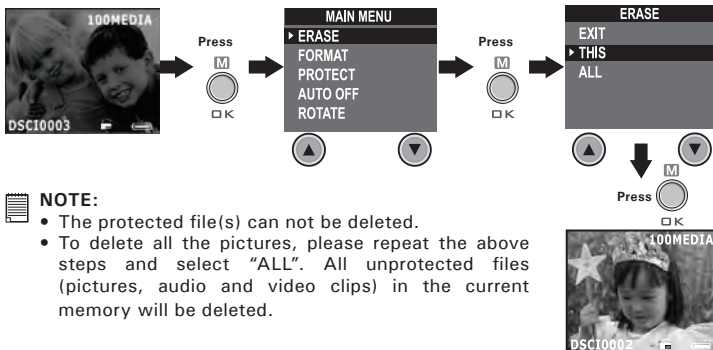 100MEDIA
DSCI0003
Press
M
OK
MAIN MENU
ERASE
FORMAT
PROTECT
AUTO OFF
ROTATE
Press
M
OK
ERASE
EXIT
THIS
ALL
Press
M
OK
100MEDIA
DSCI0002
NOTE:
• The protected file(s) can not be deleted.
• To delete all the pictures, please repeat the above
steps and select “ALL”. All unprotected files
(pictures, audio and video clips) in the current
memory will be deleted.